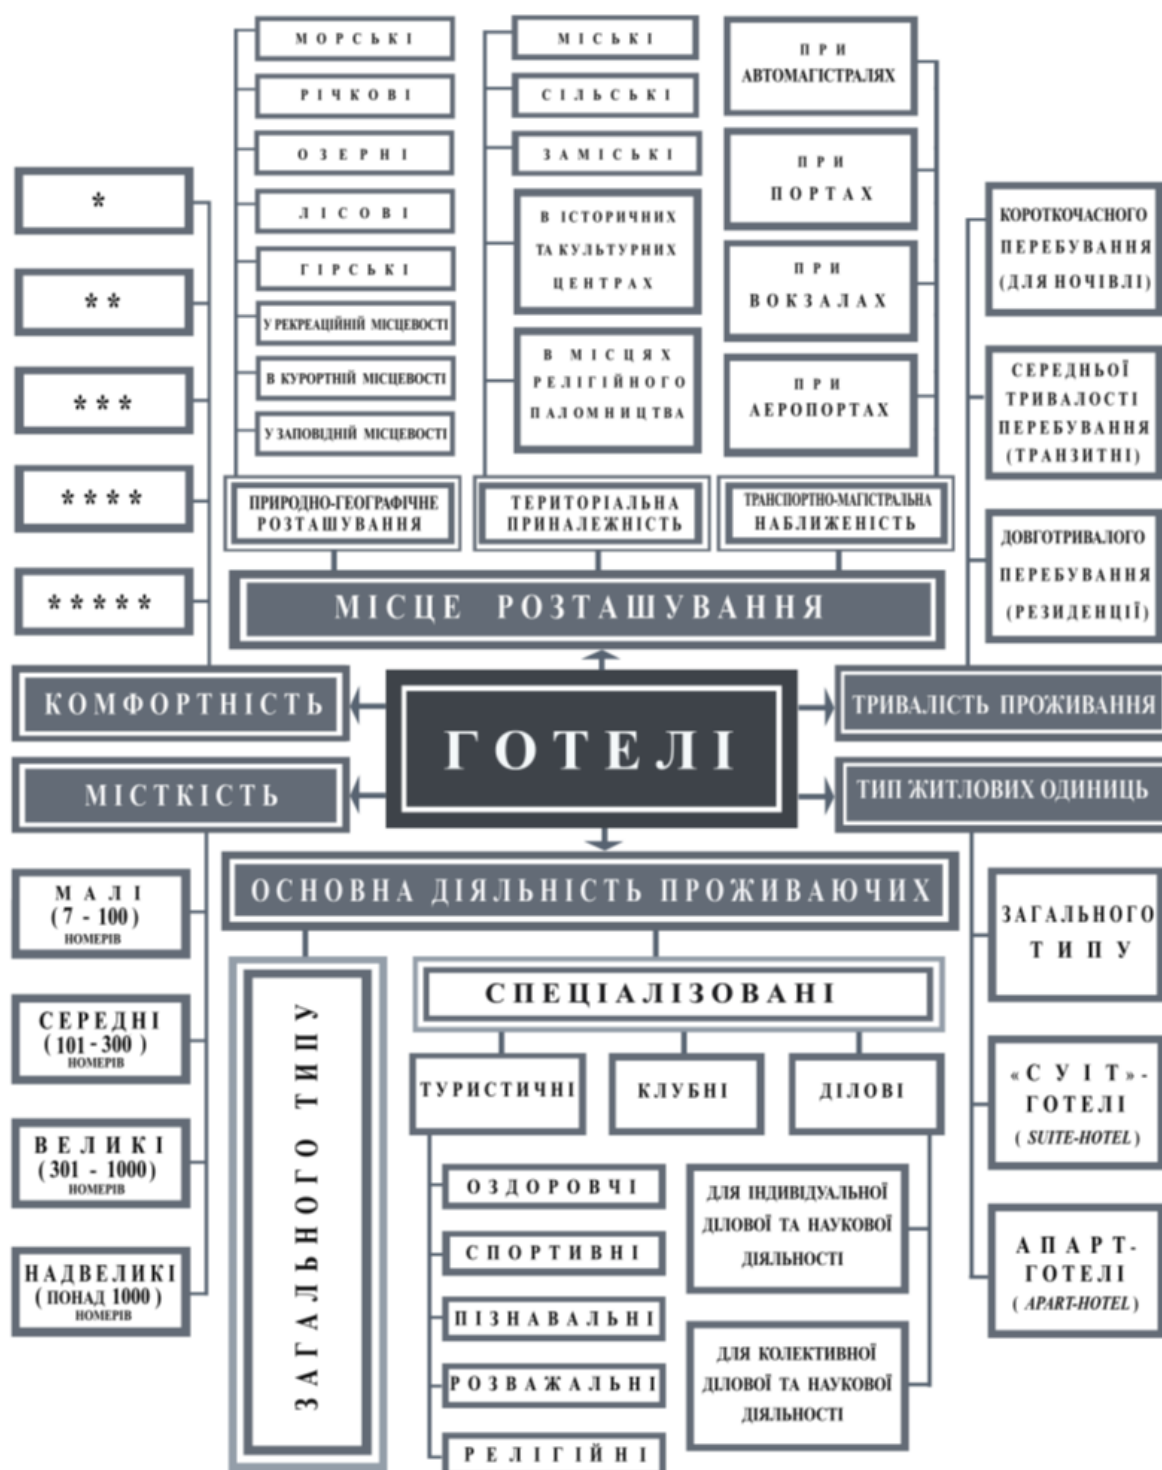 МОРСЬКІ
РІЧКОВІ
ОЗЕРНІ
ЛІСОВІ
ГІРСЬКІ
У РЕКРЕАЦІЙНІЙ МІСЦЕВОСТІ
В КУРОРТНІЙ МІСЦЕВОСТІ
У ЗАПОВІДНІЙ МІСЦЕВОСТІ
ПРИРОДНО-ГЕОГРАФІЧНЕ
РОЗТАШУВАННЯ
МІСЬКІ
СІЛЬСЬКІ
ЗАМІСЬКІ
В ІСТОРИЧНИХ
ТА КУЛЬТУРНИХ
ЦЕНТРАХ
В МІСЦЯХ
РЕЛІГІЙНОГО
ПАЛОМНИЦТВА
ТЕРИТОРІАЛЬНА
ПРИНАЛЕЖНІСТЬ
ПРИ
АВТОМАГІСТРАЛЯХ
ПРИ
ПОРТАХ
ПРИ
ВОКЗАЛАХ
ПРИ
АЕРОПОРТАХ
ТРАНСПОРТНО-МАГІСТРАЛЬНА
НАБЛИЖЕНІСТЬ
МІСЦЕ РОЗТАШУВАННЯ
*
**
***
****
*****
КОМФОРТНІСТЬ
КОРОТКОЧАСНОГО
ПЕРЕБУВАННЯ
(ДЛЯ НОЧІВЛІ)
СЕРЕДНЬОЇ
ТРИВАЛОСТІ
ПЕРЕБУВАННЯ
(ТРАНЗИТНІ)
ДОВГОТРИВАЛОГО
ПЕРЕБУВАННЯ
(РЕЗИДЕНЦІЇ)
ТРИВАЛІСТЬ ПРОЖИВАННЯ
ГОТЕЛІ
МІСТКІСТЬ
МАЛІ
(7 - 100)
НОМЕРІВ
СЕРЕДНІ
(101 - 300)
НОМЕРІВ
ВЕЛИКІ
(301 - 1000)
НОМЕРІВ
НАДВЕЛИКІ
(ПОНАД 1000)
НОМЕРІВ
ТИП ЖИТЛОВИХ ОДИНИЦЬ
ЗАГАЛЬНОГО
ТИПУ
«СУІТ»-
ГОТЕЛІ
(SUITE-HOTEL)
АПАРТ-
ГОТЕЛІ
(APART-HOTEL)
ОСНОВНА ДІЯЛЬНІСТЬ ПРОЖИВАЮЧИХ
ЗАГАЛЬНОГО ТИПУ
СПЕЦІАЛІЗОВАНІ
ТУРИСТИЧНІ
КЛУБНІ
ДІЛОВІ
ОЗДОРОВЧІ
СПОРТИВНІ
ПІЗНАВАЛЬНІ
РОЗВАЖАЛЬНІ
РЕЛІГІЙНІ
ДЛЯ ІНДИВІДУАЛЬНОЇ
ДІЛОВОЇ ТА НАУКОВОЇ
ДІЯЛЬНОСТІ
ДЛЯ КОЛЕКТИВНОЇ
ДІЛОВОЇ ТА НАУКОВОЇ
ДІЯЛЬНОСТІ